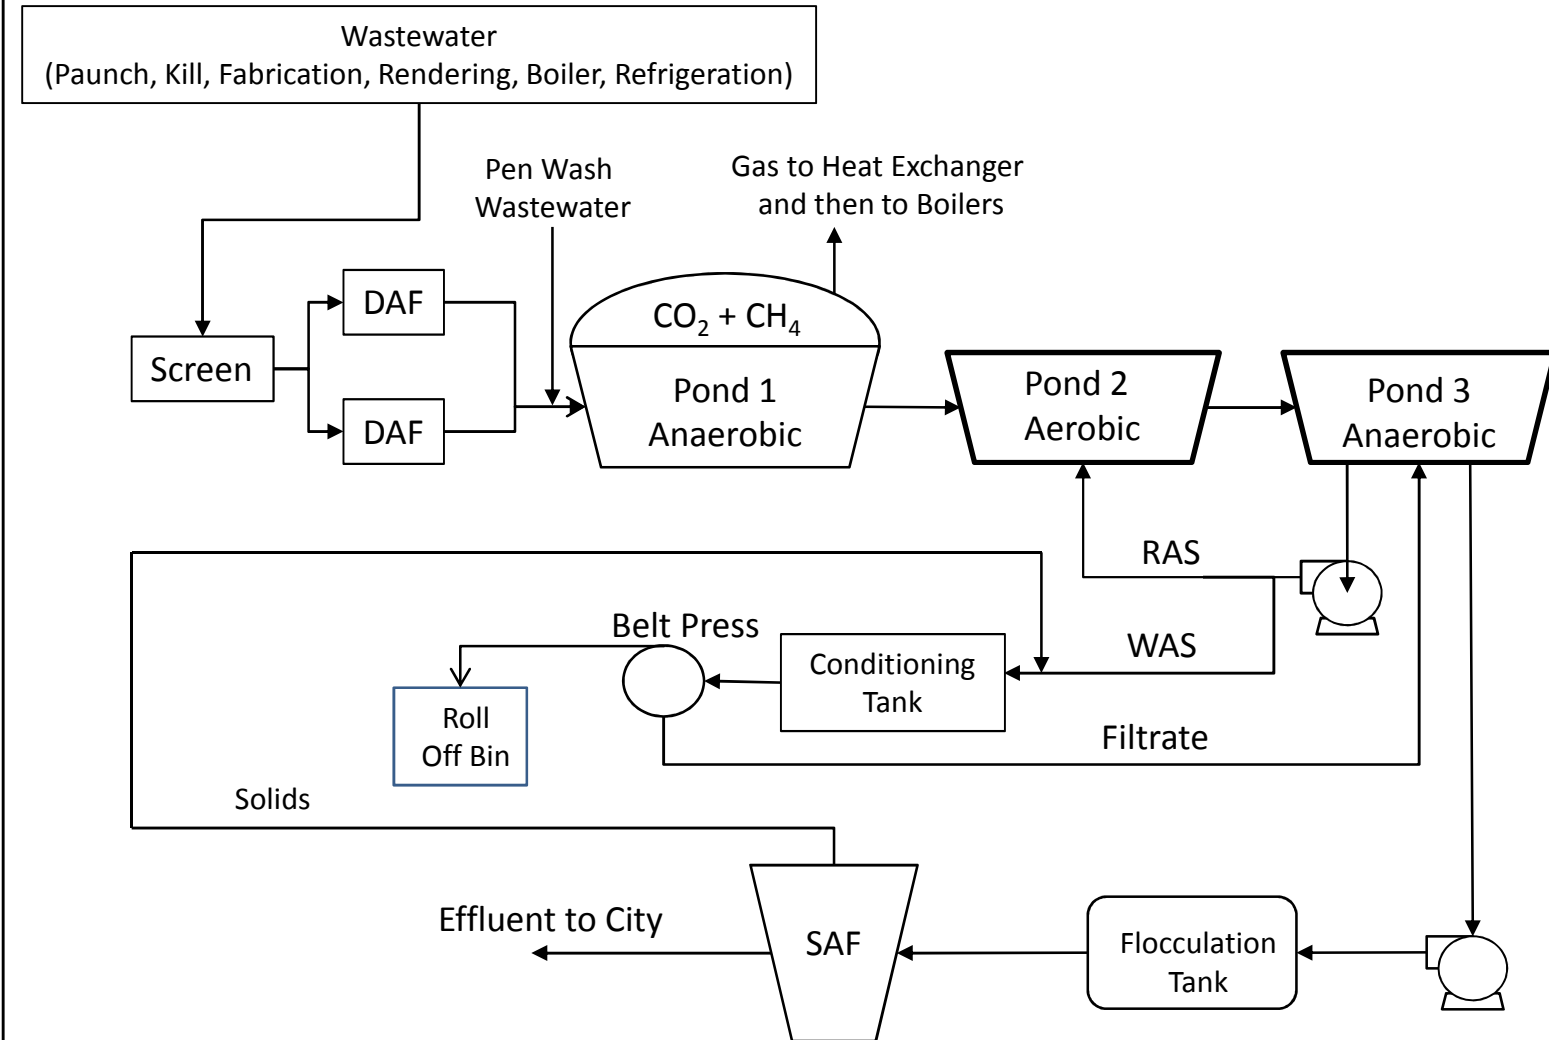 Wastewater
(Paunch, Kill, Fabrication, Rendering, Boiler, Refrigeration)
Pen Wash
Wastewater
Gas to Heat Exchanger
and then to Boilers
DAF
CO₂ + CH₄
Screen
DAF
Pond 1
Anaerobic
Pond 2
Aerobic
Pond 3
Anaerobic
RAS
Belt Press
WAS
Conditioning
Tank
Roll
Off Bin
Filtrate
Solids
Effluent to City
SAF
Flocculation
Tank